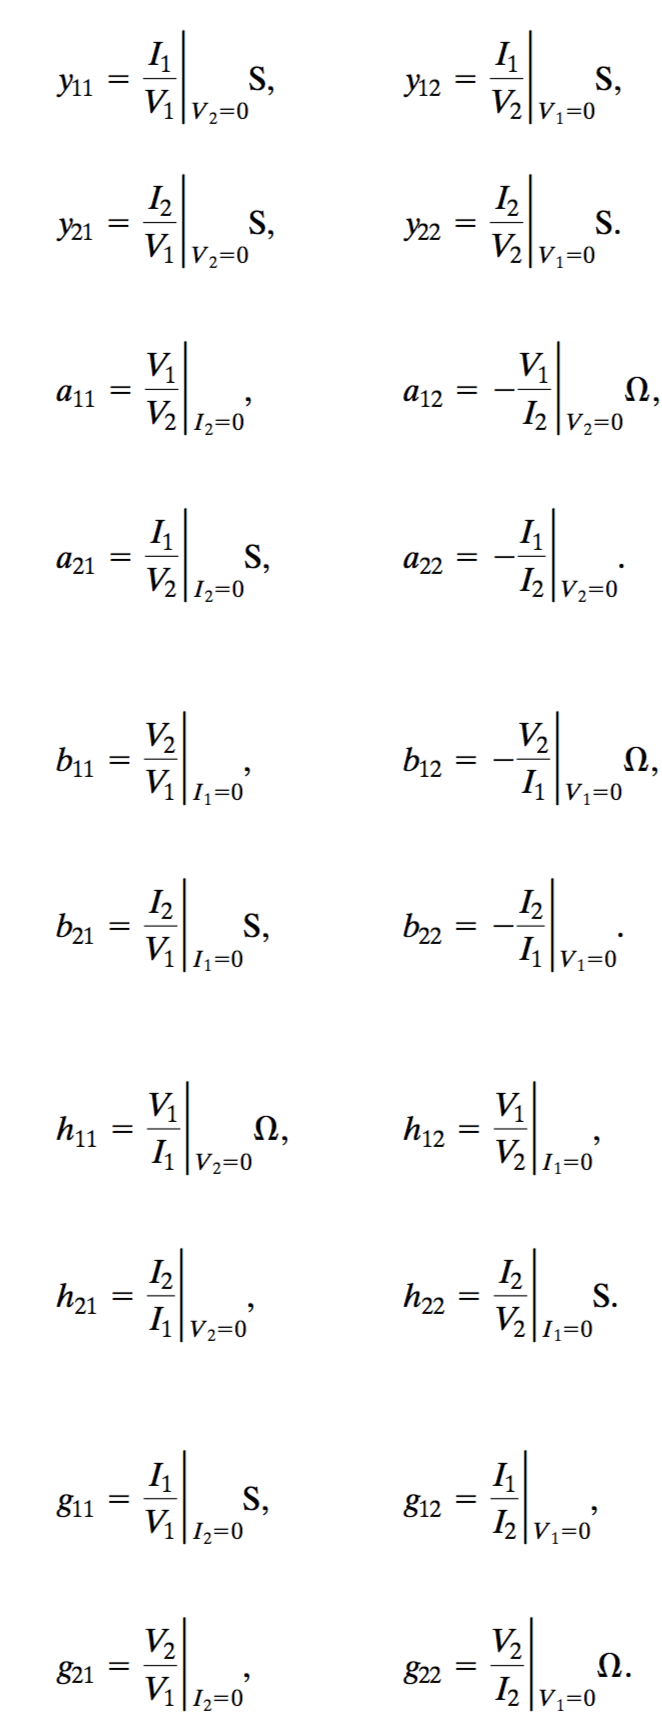 y₁₁ = I₁/V₁|V₂=0 S, y₁₂ = I₁/V₂|V₁=0 S,
y₂₁ = I₂/V₁|V₂=0 S, y₂₂ = I₂/V₂|V₁=0 S.
a₁₁ = V₁/V₂|I₂=0, a₁₂ = −V₁/I₂|V₂=0 Ω,
a₂₁ = I₁/V₂|I₂=0 S, a₂₂ = −I₁/I₂|V₂=0.
b₁₁ = V₂/V₁|I₁=0, b₁₂ = −V₂/I₁|V₁=0 Ω,
b₂₁ = I₂/V₁|I₁=0 S, b₂₂ = −I₂/I₁|V₁=0.
h₁₁ = V₁/I₁|V₂=0 Ω, h₁₂ = V₁/V₂|I₁=0,
h₂₁ = I₂/I₁|V₂=0, h₂₂ = I₂/V₂|I₁=0 S.
g₁₁ = I₁/V₁|I₂=0 S, g₁₂ = I₁/I₂|V₁=0,
g₂₁ = V₂/V₁|I₂=0, g₂₂ = V₂/I₂|V₁=0 Ω.